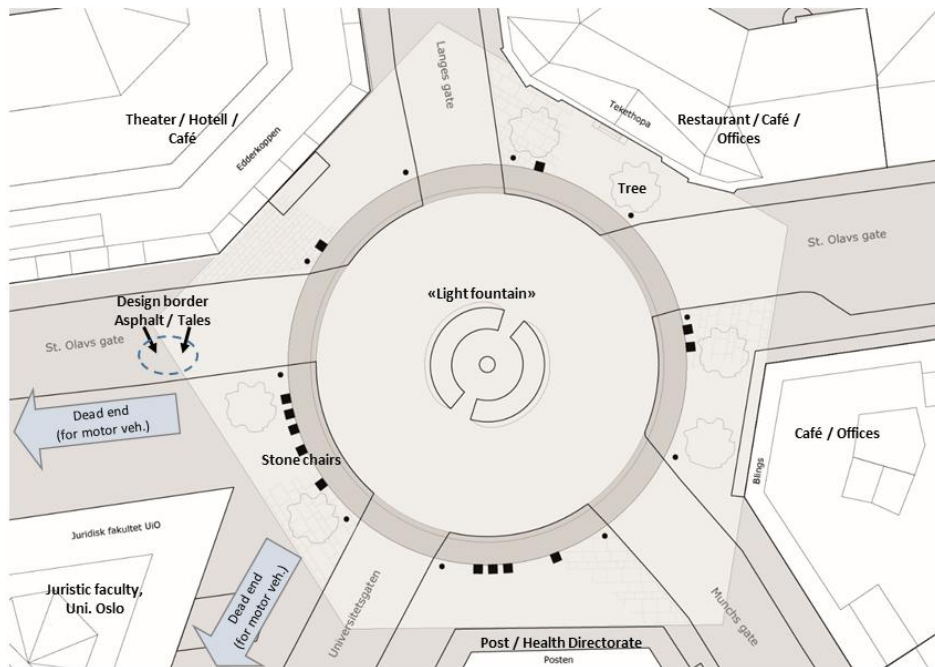 Langes gate
Theater / Hotell /
Café
Edderkoppen
Tekethopa
Restaurant / Café /
Offices
Tree
St. Olavs gate
«Light fountain»
Design border
Asphalt / Tales
St. Olavs gate
Dead end
(for motor veh.)
Stone chairs
Café / Offices
Blings
Juridisk fakultet UiO
Juristic faculty,
Uni. Oslo
Dead end
(for motor veh.)
Universitetsgaten
Munchs gate
Post / Health Directorate
Posten